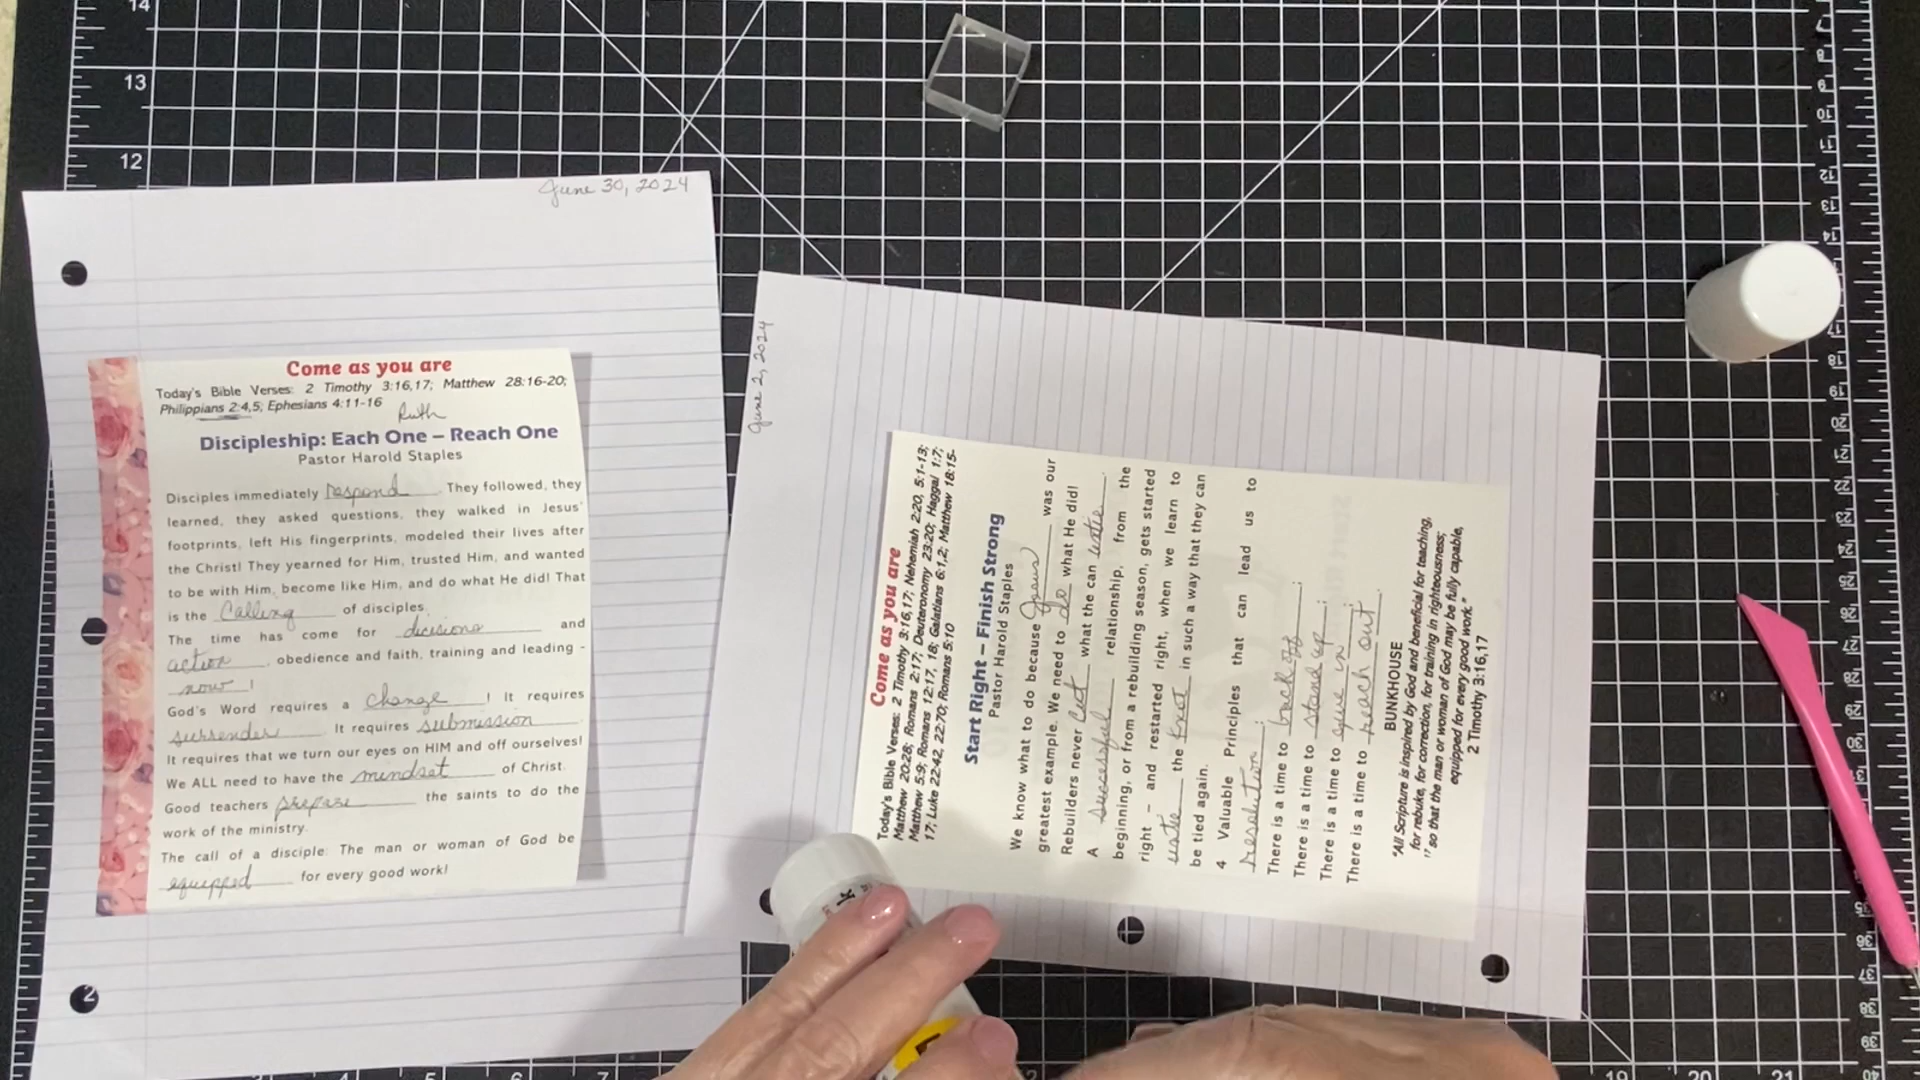 June 30, 2024
Come as you are
Today's Bible Verses: 2 Timothy 3:16,17; Matthew 28:16-20;
Philippians 2:4,5; Ephesians 4:11-16
Ruth
Discipleship: Each One – Reach One
Pastor Harold Staples
Disciples immediately respond. They followed, they
learned, they asked questions, they walked in Jesus'
footprints, left His fingerprints, modeled their lives after
the Christ! They yearned for Him, trusted Him, and wanted
to be with Him, become like Him, and do what He did! That
is the Calling of disciples.
The time has come for decisions and
action, obedience and faith, training and leading -
now!
God's Word requires a change! It requires
surrender. It requires submission.
It requires that we turn our eyes on HIM and off ourselves!
We ALL need to have the mindset of Christ.
Good teachers prepare the saints to do the
work of the ministry.
The call of a disciple: The man or woman of God be
equipped for every good work!
June 2, 2024
Come as you are
Today's Bible Verses: 2 Timothy 3:16,17; Nehemiah 2:20, 5:1-13;
Matthew 20:28; Romans 2:17; Deuteronomy 23:20; Haggai 1:7;
Matthew 5:9; Romans 12:17, 18; Galatians 6:1,2; Matthew 18:15-
17; Luke 22:42, 22:70; Romans 5:10
Start Right – Finish Strong
Pastor Harold Staples
We know what to do because Jesus was our
greatest example. We need to do what He did!
Rebuilders never cut what the can untie.
A successful relationship, from the
beginning, or from a rebuilding season, gets started
right – and restarted right, when we learn to
untie the knot in such a way that they can
be tied again.
4 Valuable Principles that can lead us to
resolution:
There is a time to back off;
There is a time to stand up;
There is a time to give in;
There is a time to reach out.
BUNKHOUSE
"All Scripture is inspired by God and beneficial for teaching,
for rebuke, for correction, for training in righteousness;
17 so that the man or woman of God may be fully capable,
equipped for every good work."
2 Timothy 3:16,17